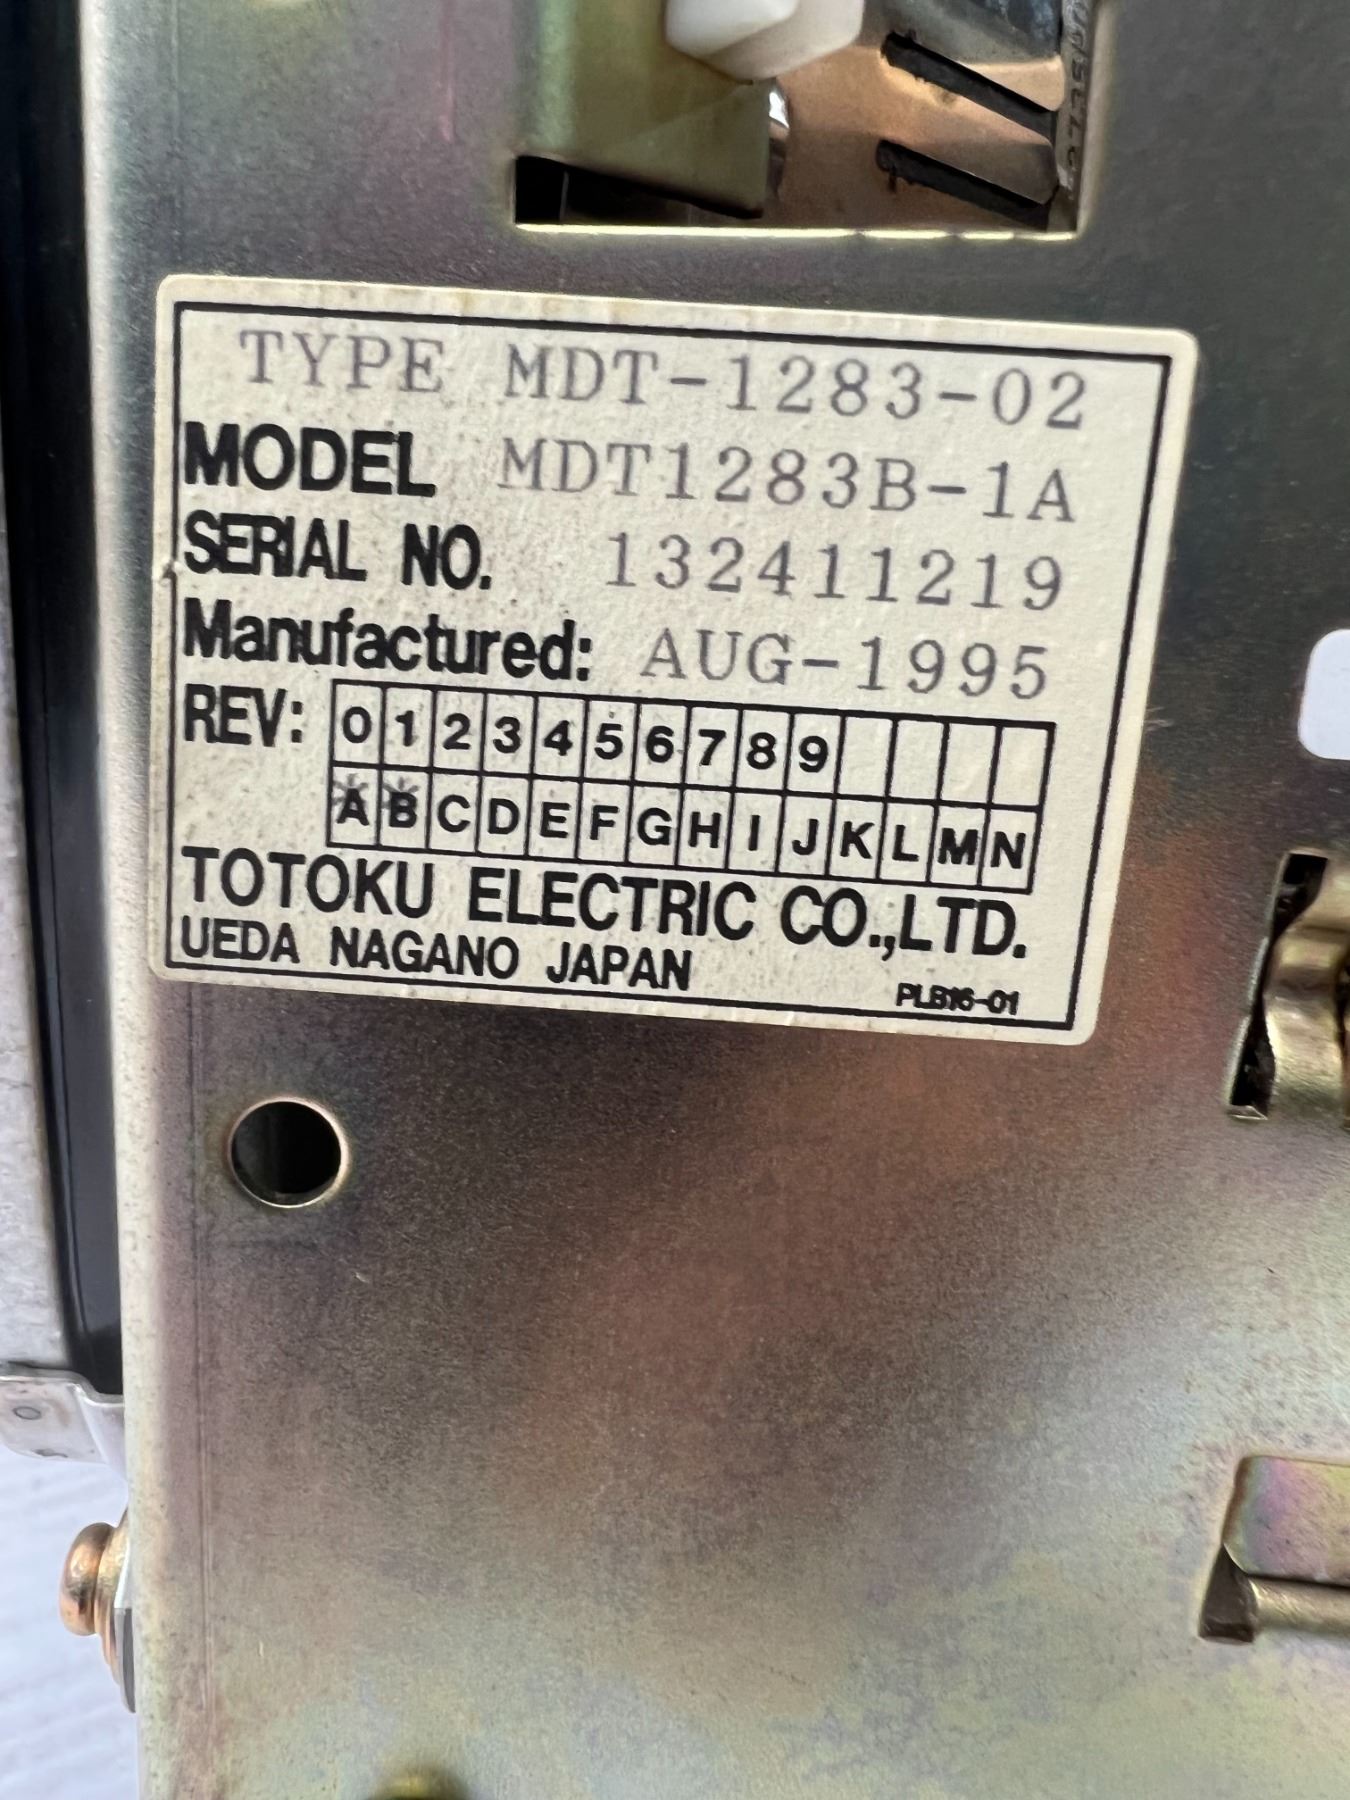 TYPE MDT-1283-02
MODEL MDT1283B-1A
SERIAL NO. 132411219
Manufactured: AUG-1995
REV: 0 1 2 3 4 5 6 7 8 9
A B C D E F G H I J K L M N
TOTOKU ELECTRIC CO.,LTD.
UEDA NAGANO JAPAN
PLB16-01